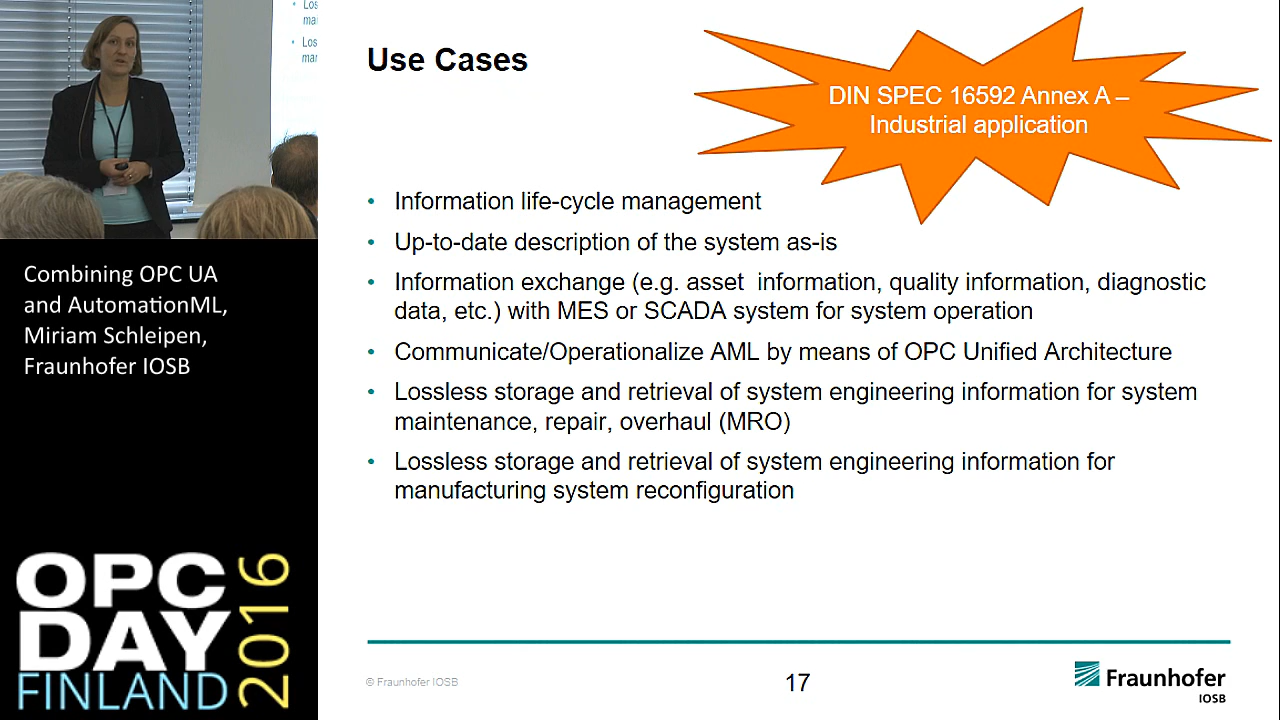 • Los
ma
• Los
mar
Combining OPC UA
and AutomationML,
Miriam Schleipen,
Fraunhofer IOSB
OPC
DAY
FINLAND
2016
Use Cases
DIN SPEC 16592 Annex A –
Industrial application
• Information life-cycle management
• Up-to-date description of the system as-is
• Information exchange (e.g. asset  information, quality information, diagnostic
data, etc.) with MES or SCADA system for system operation
• Communicate/Operationalize AML by means of OPC Unified Architecture
• Lossless storage and retrieval of system engineering information for system
maintenance, repair, overhaul (MRO)
• Lossless storage and retrieval of system engineering information for
manufacturing system reconfiguration
© Fraunhofer IOSB
17
Fraunhofer
IOSB